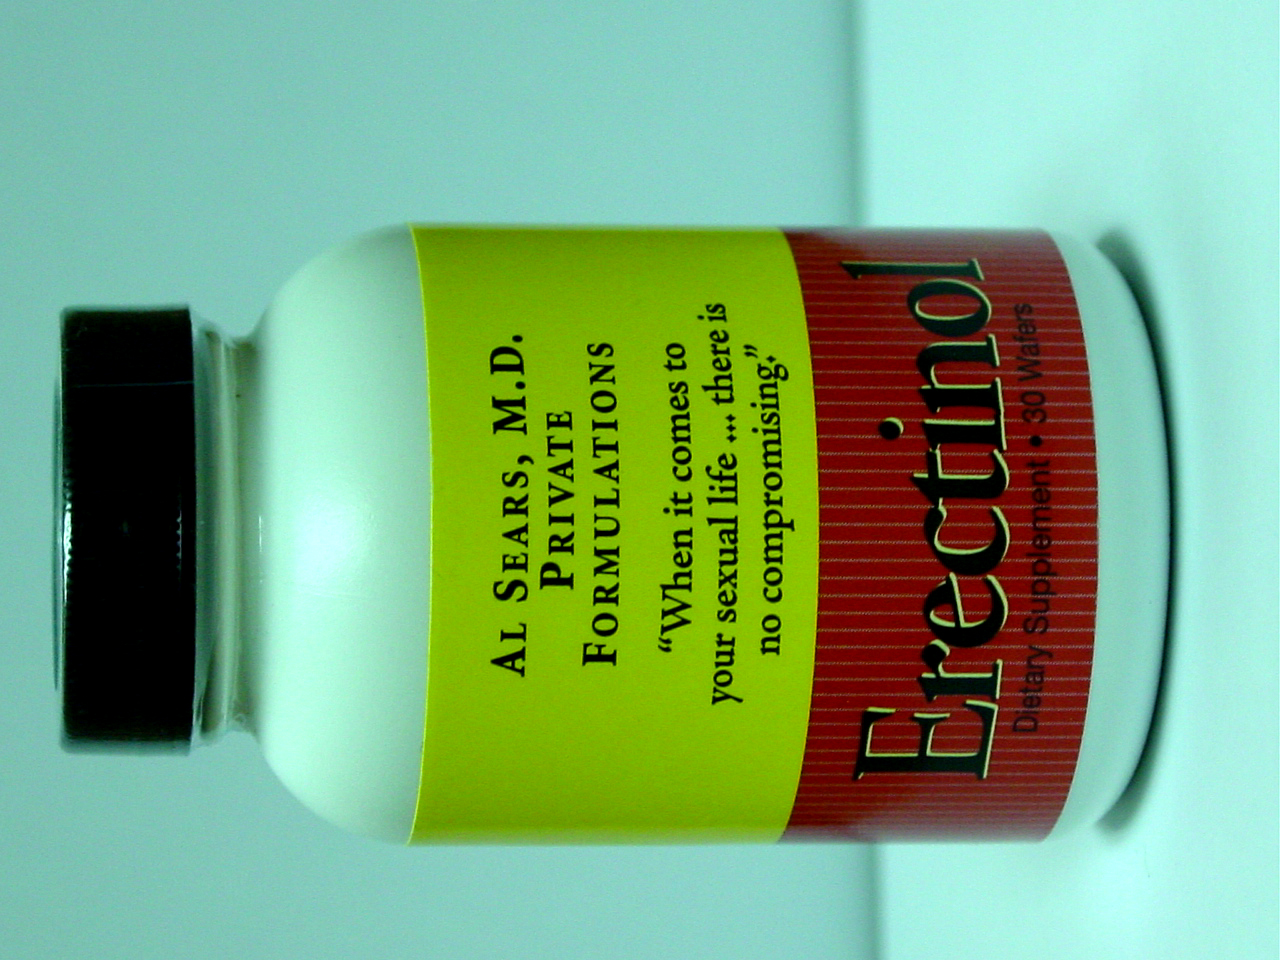 AL SEARS, M.D.
PRIVATE
FORMULATIONS
“When it comes to
your sexual life ... there is
no compromising.”
Erectinol
Dietary Supplement • 30 Wafers